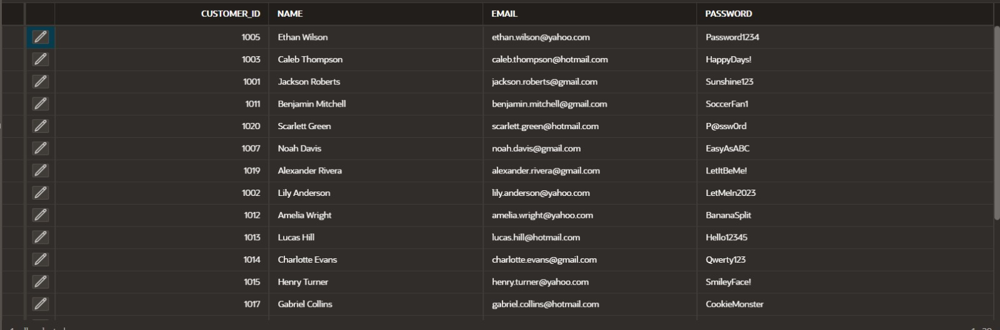 CUSTOMER_ID NAME EMAIL PASSWORD
1005 Ethan Wilson ethan.wilson@yahoo.com Password1234
1003 Caleb Thompson caleb.thompson@hotmail.com HappyDays!
1001 Jackson Roberts jackson.roberts@gmail.com Sunshine123
1011 Benjamin Mitchell benjamin.mitchell@gmail.com SoccerFan1
1020 Scarlett Green scarlett.green@hotmail.com P@ssw0rd
1007 Noah Davis noah.davis@gmail.com EasyAsABC
1019 Alexander Rivera alexander.rivera@gmail.com LetItBeMe!
1002 Lily Anderson lily.anderson@yahoo.com LetMeIn2023
1012 Amelia Wright amelia.wright@yahoo.com BananaSplit
1013 Lucas Hill lucas.hill@hotmail.com Hello12345
1014 Charlotte Evans charlotte.evans@gmail.com Qwerty123
1015 Henry Turner henry.turner@yahoo.com SmileyFace!
1017 Gabriel Collins gabriel.collins@hotmail.com CookieMonster